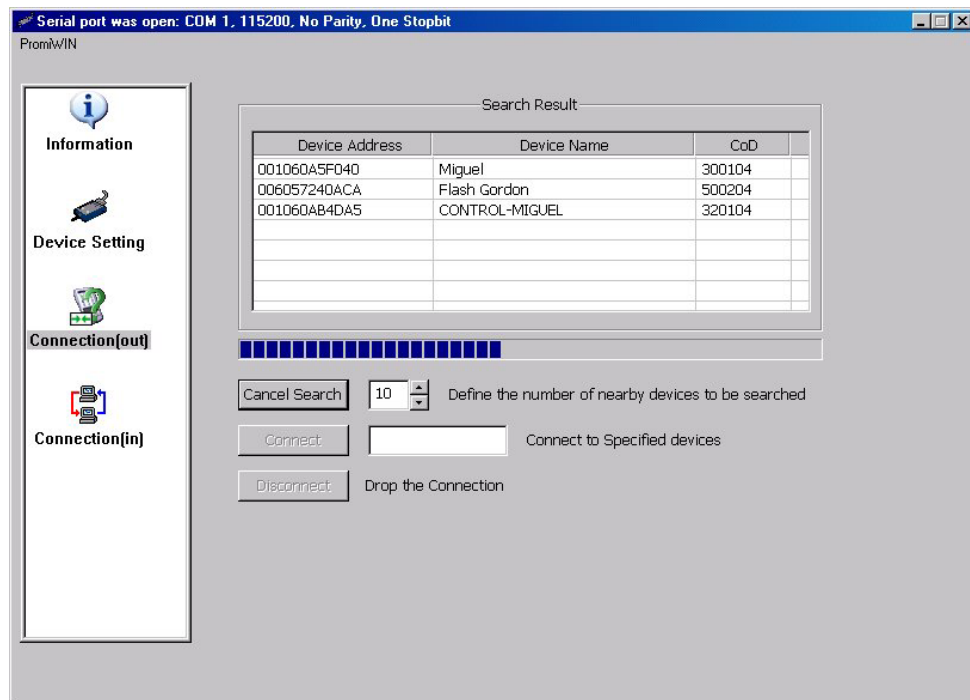 Serial port was open: COM 1, 115200, No Parity, One Stopbit
PromiWIN
Information
Device Setting
Connection(out)
Connection(in)
Search Result
Device Address Device Name CoD
001060A5F040 Miguel 300104
006057240ACA Flash Gordon 500204
001060AB4DA5 CONTROL-MIGUEL 320104
Cancel Search 10 Define the number of nearby devices to be searched
Connect Connect to Specified devices
Disconnect Drop the Connection